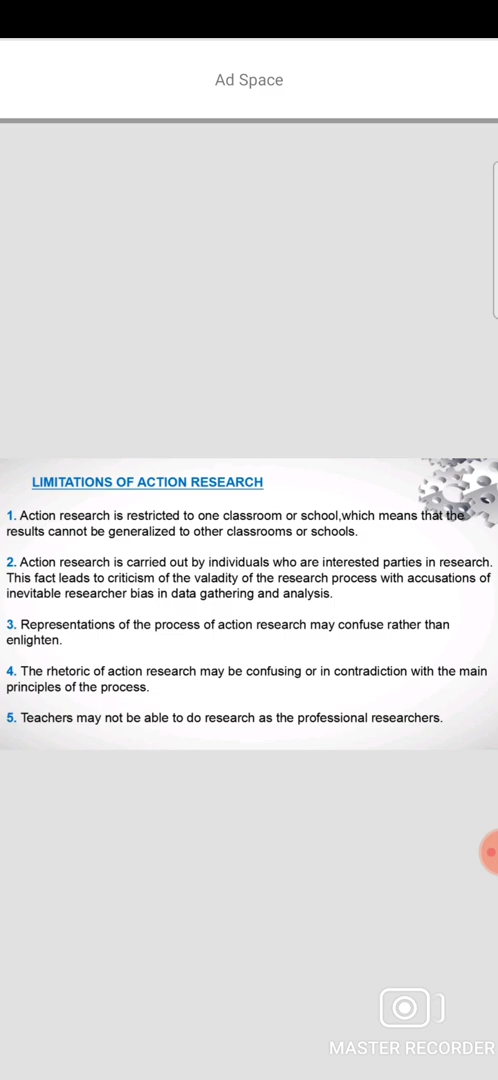 Ad Space
LIMITATIONS OF ACTION RESEARCH
1. Action research is restricted to one classroom or school,which means that the
results cannot be generalized to other classrooms or schools.
2. Action research is carried out by individuals who are interested parties in research.
This fact leads to criticism of the valadity of the research process with accusations of
inevitable researcher bias in data gathering and analysis.
3. Representations of the process of action research may confuse rather than
enlighten.
4. The rhetoric of action research may be confusing or in contradiction with the main
principles of the process.
5. Teachers may not be able to do research as the professional researchers.
MASTER RECORDER